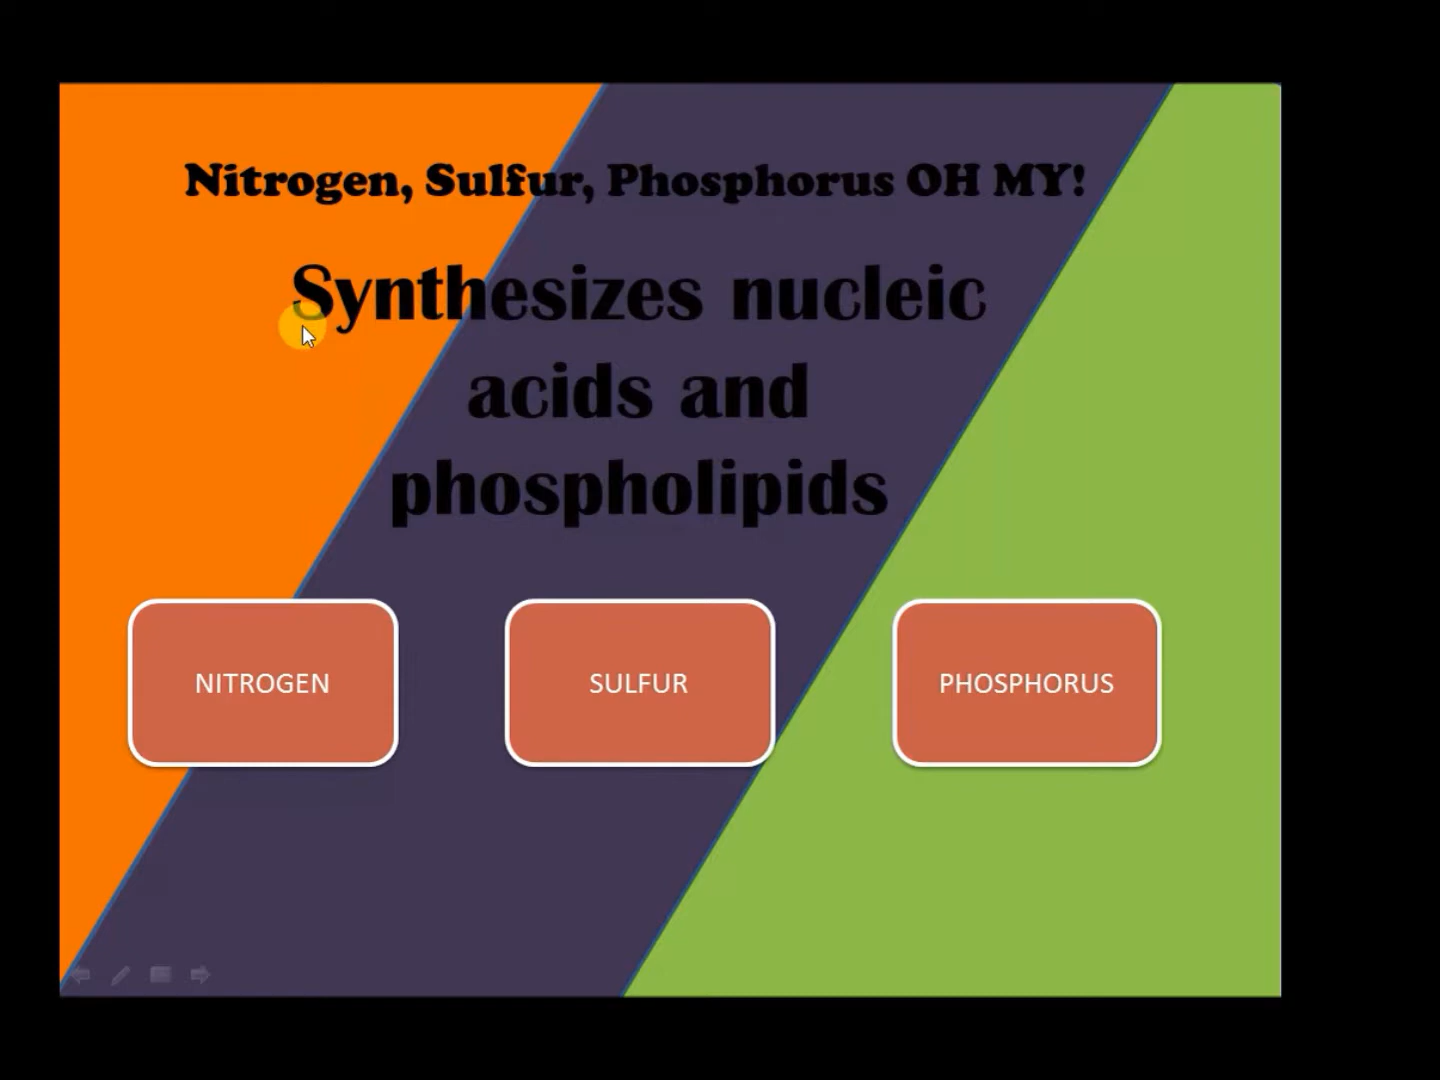 Nitrogen, Sulfur, Phosphorus OH MY!
Synthesizes nucleic
acids and
phospholipids
NITROGEN
SULFUR
PHOSPHORUS